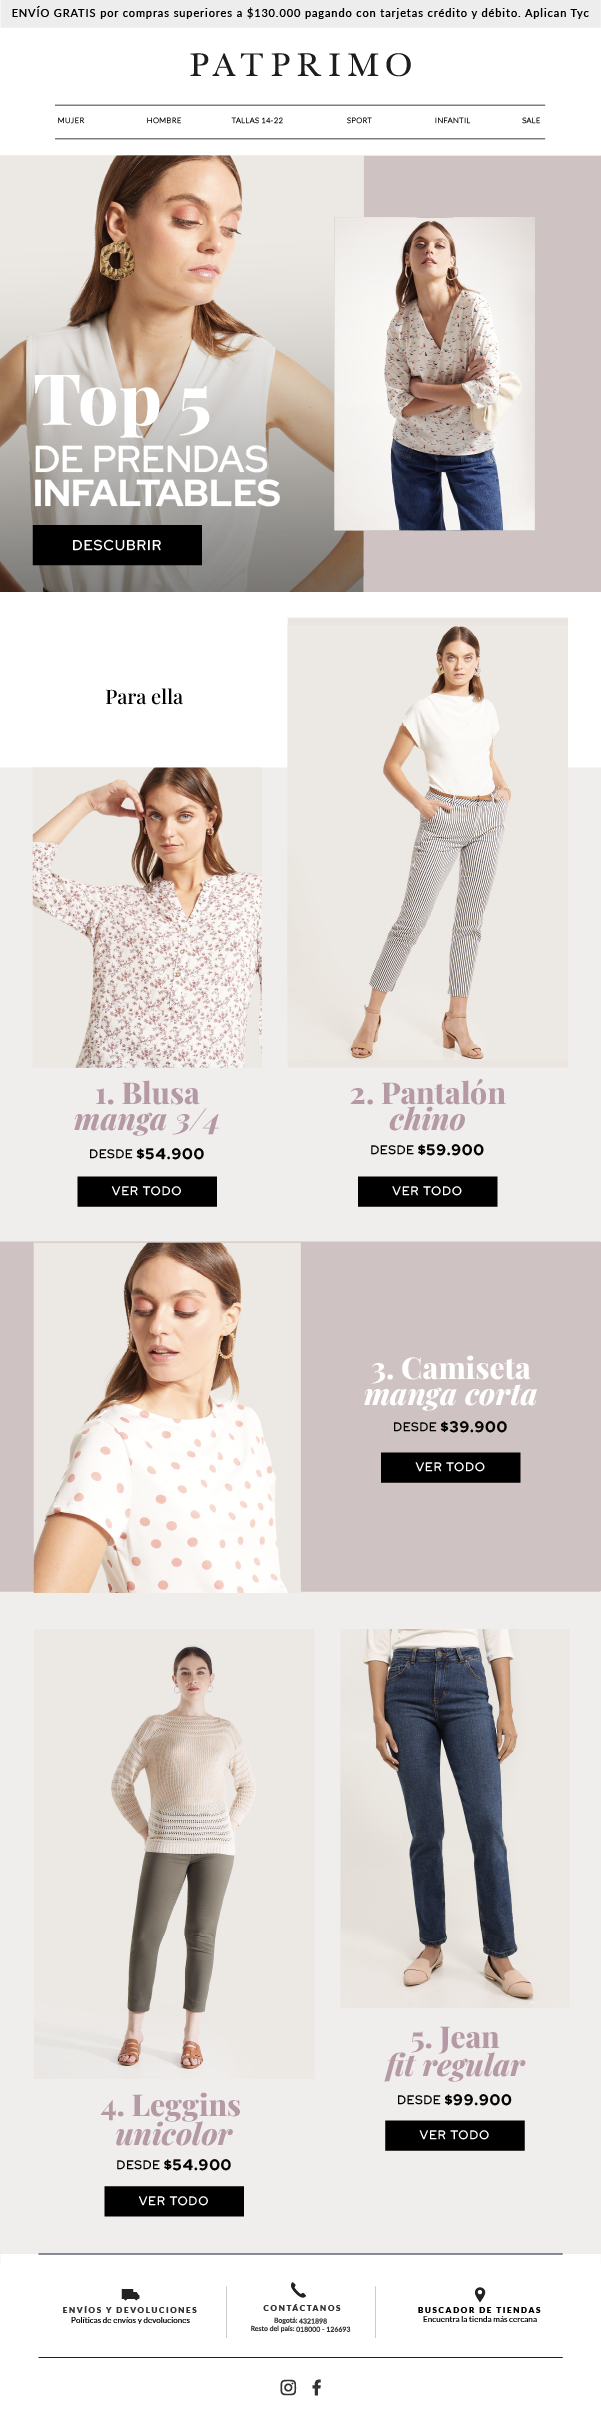 ENVÍO GRATIS por compras superiores a $130.000 pagando con tarjetas crédito y débito. Aplican Tyc
PATPRIMO
MUJER HOMBRE TALLAS 14-22 SPORT INFANTIL SALE
Top 5
DE PRENDAS
INFALTABLES
DESCUBRIR
Para ella
1. Blusa
manga 3/4
DESDE $54.900
VER TODO
2. Pantalón
chino
DESDE $59.900
VER TODO
3. Camiseta
manga corta
DESDE $39.900
VER TODO
4. Leggins
unicolor
DESDE $54.900
VER TODO
5. Jean
fit regular
DESDE $99.900
VER TODO
ENVÍOS Y DEVOLUCIONES
Políticas de envíos y devoluciones
CONTÁCTANOS
Bogotá: 4321898
Resto del país: 018000 - 126693
BUSCADOR DE TIENDAS
Encuentra la tienda más cercana